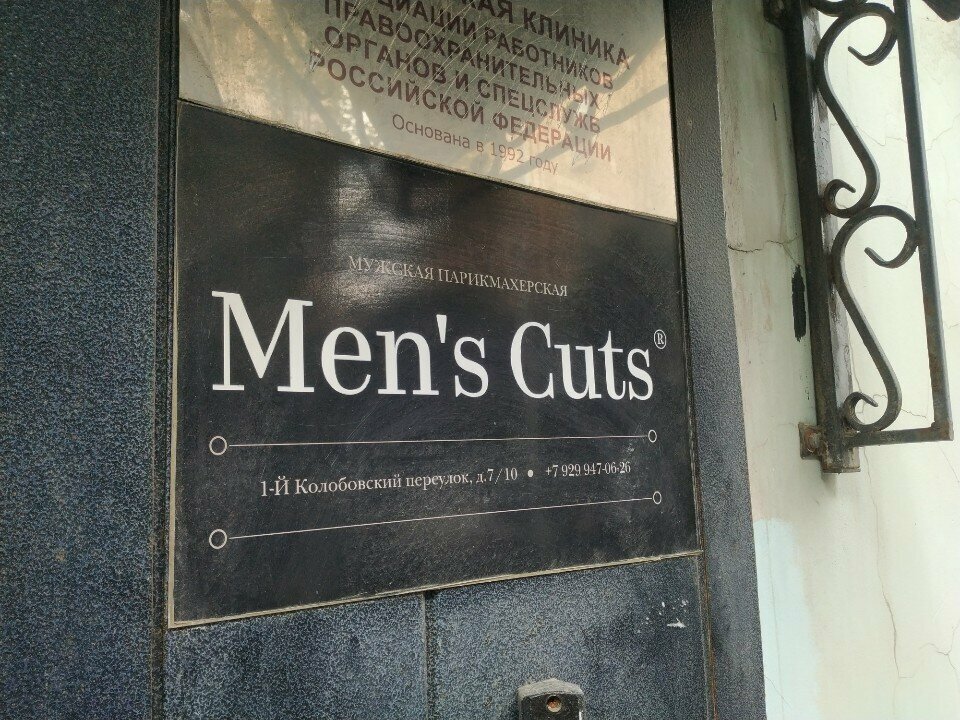 КЛИНИКА
РАБОТНИКОВ
ПРАВООХРАНИТЕЛЬНЫХ
ОРГАНОВ И СПЕЦСЛУЖБ
РОССИЙСКОЙ ФЕДЕРАЦИИ
Основана в 1992 году
МУЖСКАЯ ПАРИКМАХЕРСКАЯ
Men's Cuts®
1-Й Колобовский переулок, д.7/10 • +7 929 947-06-26